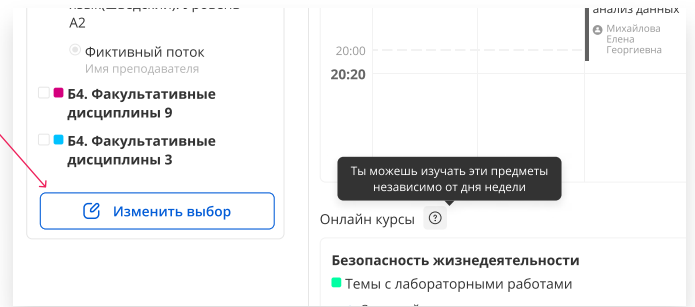 А2
Фиктивный поток
Имя преподавателя
Б4. Факультативные
дисциплины 9
Б4. Факультативные
дисциплины 3
Изменить выбор
анализ данных
Михайлова
Елена
Георгиевна
20:00
20:20
Ты можешь изучать эти предметы
независимо от дня недели
Онлайн курсы ?
Безопасность жизнедеятельности
Темы с лабораторными работами